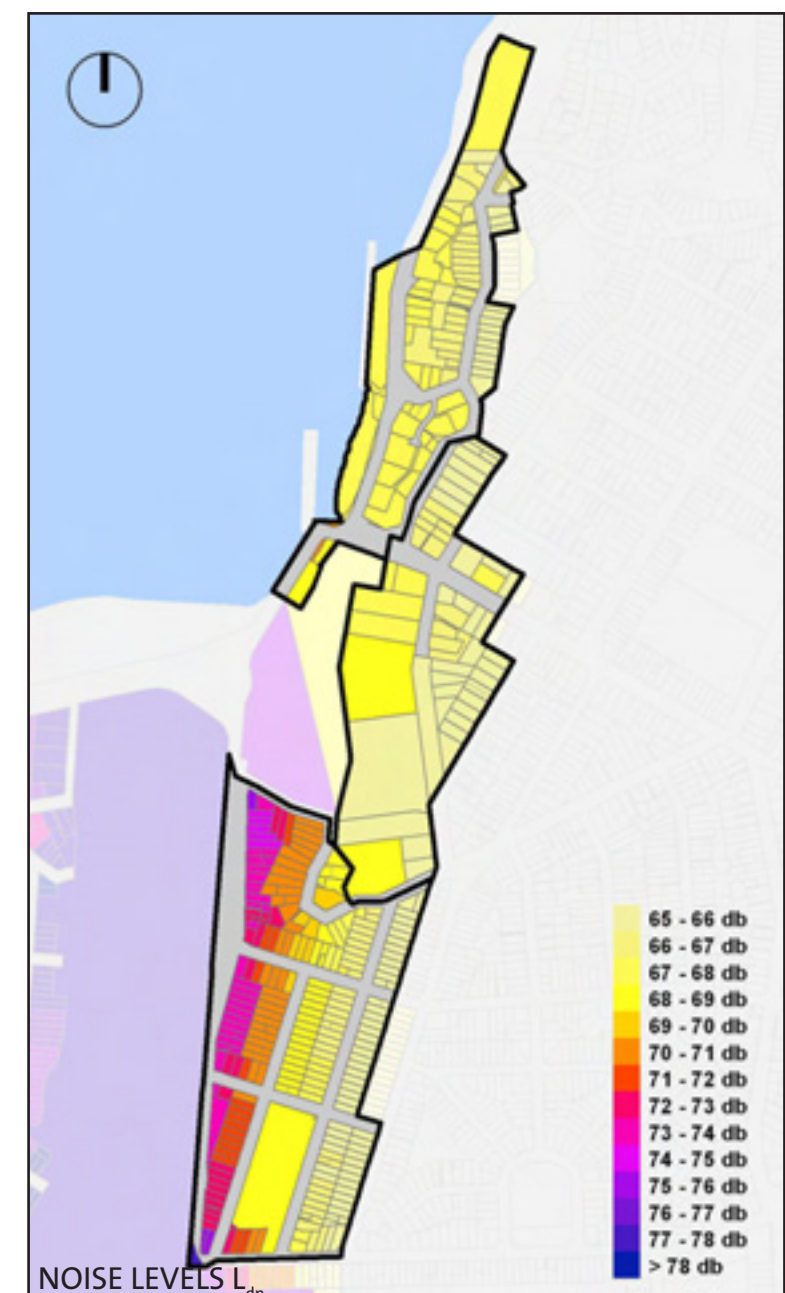 65 - 66 db
66 - 67 db
67 - 68 db
68 - 69 db
69 - 70 db
70 - 71 db
71 - 72 db
72 - 73 db
73 - 74 db
74 - 75 db
75 - 76 db
76 - 77 db
77 - 78 db
> 78 db
NOISE LEVELS Ldn